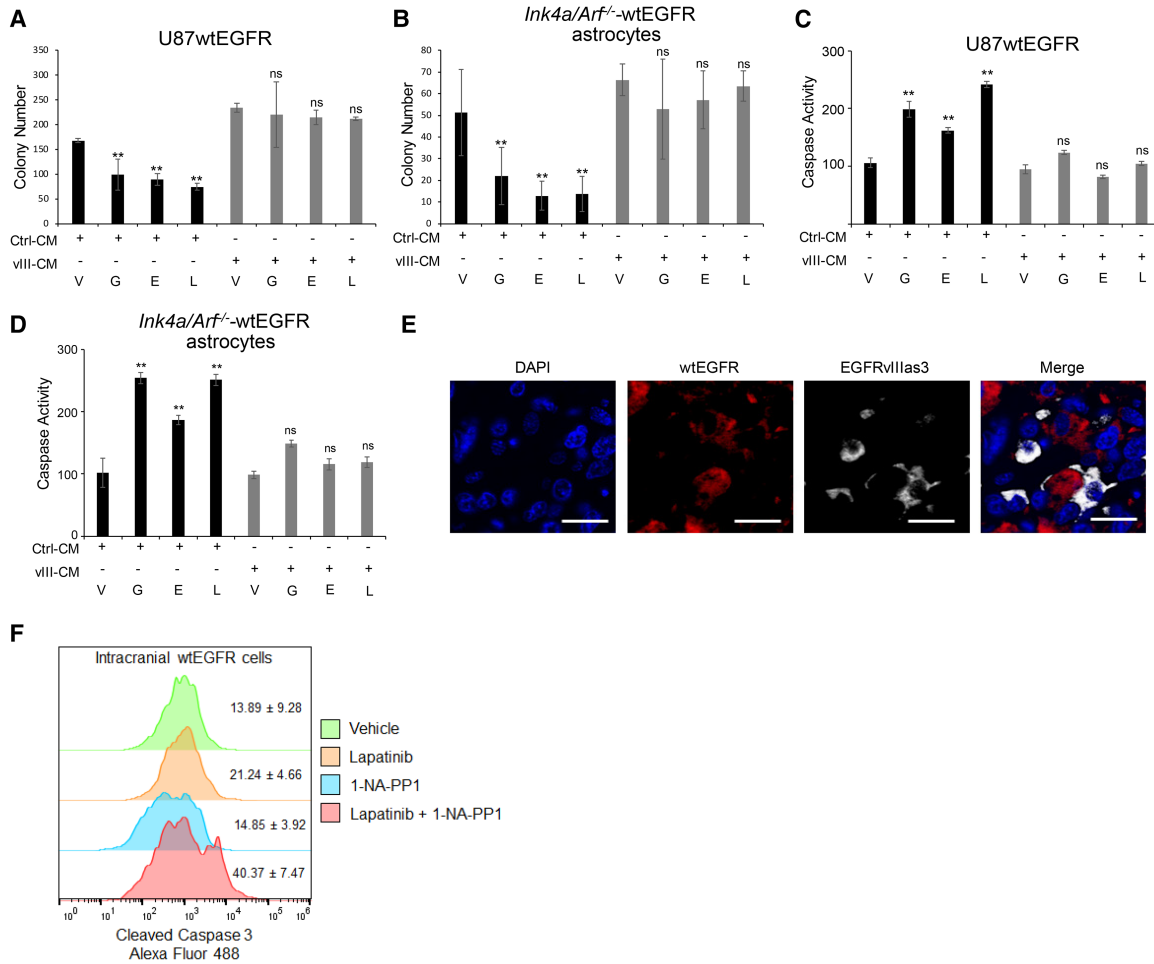 A
U87wtEGFR
Colony Number
350
300
250
200
150
100
50
0
** ** ** ns ns ns
Ctrl-CM + + + + - - - -
vIII-CM - - - - + + + +
V G E L V G E L
B
Ink4a/Arf-/--wtEGFR
astrocytes
Colony Number
80
70
60
50
40
30
20
10
0
** ** ** ns ns ns
Ctrl-CM + + + + - - - -
vIII-CM - - - - + + + +
V G E L V G E L
C
U87wtEGFR
Caspase Activity
300
200
100
** ** ** ns ns ns
Ctrl-CM + + + + - - - -
vIII-CM - - - - + + + +
V G E L V G E L
D
Ink4a/Arf-/--wtEGFR
astrocytes
Caspase Activity
300
200
100
0
** ** ** ns ns ns
Ctrl-CM + + + + - - - -
vIII-CM - - - - + + + +
V G E L V G E L
E
DAPI wtEGFR EGFRvIIIas3 Merge
F
Intracranial wtEGFR cells
13.89 ± 9.28
21.24 ± 4.66
14.85 ± 3.92
40.37 ± 7.47
Vehicle
Lapatinib
1-NA-PP1
Lapatinib + 1-NA-PP1
10^0 10^1 10^2 10^3 10^4 10^5 10^6
Cleaved Caspase 3
Alexa Fluor 488